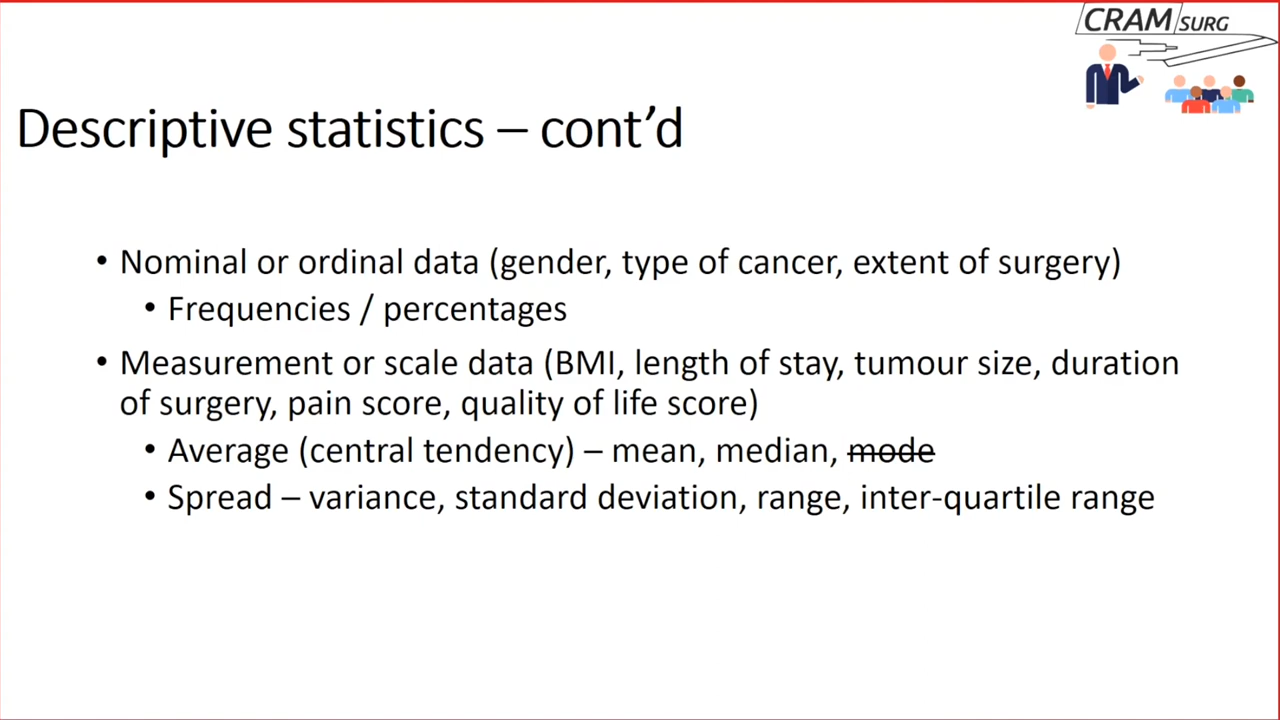 CRAM SURG
Descriptive statistics – cont’d
• Nominal or ordinal data (gender, type of cancer, extent of surgery)
• Frequencies / percentages
• Measurement or scale data (BMI, length of stay, tumour size, duration
of surgery, pain score, quality of life score)
• Average (central tendency) – mean, median, mode
• Spread – variance, standard deviation, range, inter-quartile range